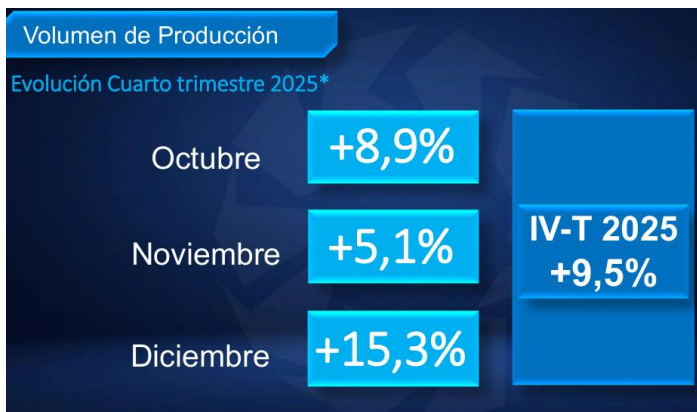 Volumen de Producción
Evolución Cuarto trimestre 2025*
Octubre
+8,9%
Noviembre
+5,1%
Diciembre
+15,3%
IV-T 2025
+9,5%